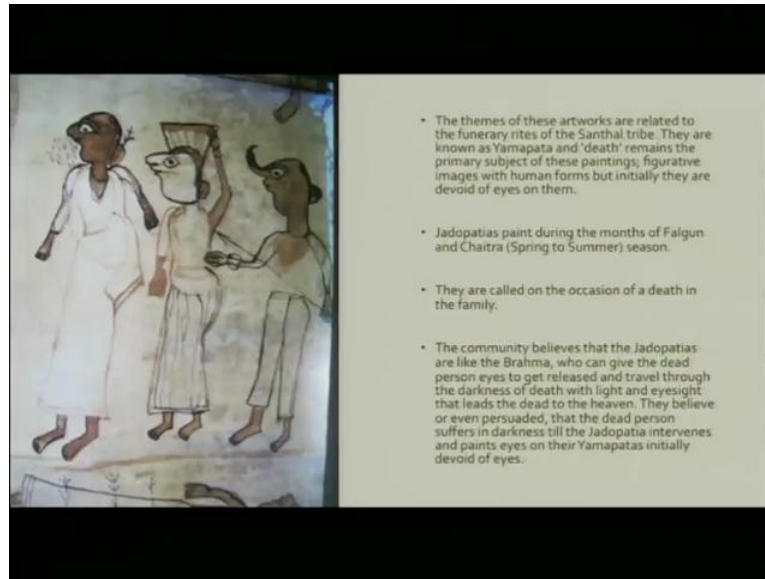 • The themes of these artworks are related to
the funerary rites of the Santhal tribe. They are
known as Yamapata and 'death' remains the
primary subject of these paintings; figurative
images with human forms but initially they are
devoid of eyes on them.
• Jadopatias paint during the months of Falgun
and Chaitra (Spring to Summer) season.
• They are called on the occasion of a death in
the family.
• The community believes that the Jadopatias
are like the Brahma, who can give the dead
person eyes to get released and travel through
the darkness of death with light and eyesight
that leads the dead to the heaven. They believe
or even persuaded, that the dead person
suffers in darkness till the Jadopatia intervenes
and paints eyes on their Yamapatas initially
devoid of eyes.